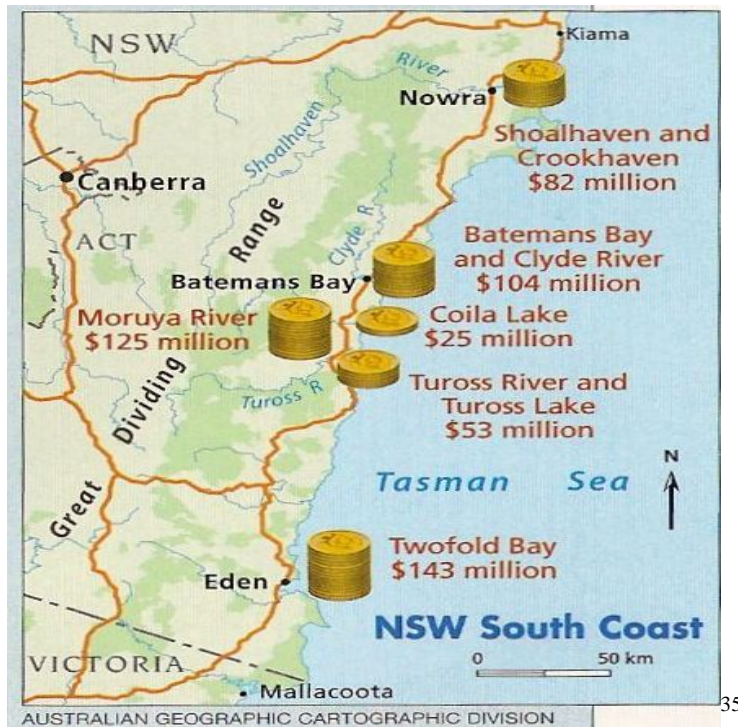 NSW
Kiama
River
Nowra
Shoalhaven
Shoalhaven and
Crookhaven
$82 million
Canberra
ACT
Range
Clyde R
Batemans Bay
and Clyde River
$104 million
Batemans Bay
Moruya River
$125 million
Coila Lake
$25 million
Dividing
Tuross R
Tuross River and
Tuross Lake
$53 million
N
Tasman Sea
Great
Twofold Bay
$143 million
Eden
NSW South Coast
0 50 km
VICTORIA
Mallacoota
35
AUSTRALIAN GEOGRAPHIC CARTOGRAPHIC DIVISION